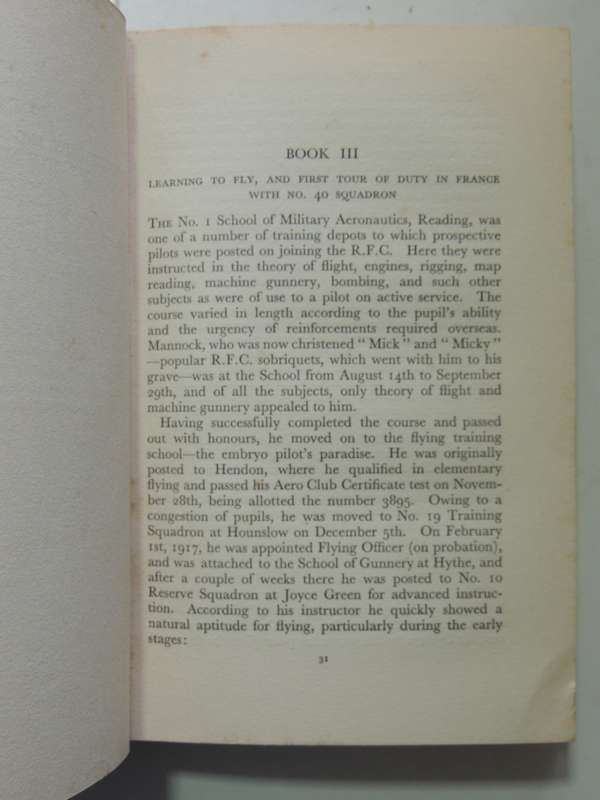 BOOK III
LEARNING TO FLY, AND FIRST TOUR OF DUTY IN FRANCE
WITH NO. 40 SQUADRON
THE No. 1 School of Military Aeronautics, Reading, was
one of a number of training depots to which prospective
pilots were posted on joining the R.F.C. Here they were
instructed in the theory of flight, engines, rigging, map
reading, machine gunnery, bombing, and such other
subjects as were of use to a pilot on active service. The
course varied in length according to the pupil's ability
and the urgency of reinforcements required overseas.
Mannock, who was now christened “ Mick ” and “ Micky ”
—popular R.F.C. sobriquets, which went with him to his
grave—was at the School from August 14th to September
29th, and of all the subjects, only theory of flight and
machine gunnery appealed to him.
Having successfully completed the course and passed
out with honours, he moved on to the flying training
school—the embryo pilot's paradise. He was originally
posted to Hendon, where he qualified in elementary
flying and passed his Aero Club Certificate test on Novem-
ber 28th, being allotted the number 3895. Owing to a
congestion of pupils, he was moved to No. 19 Training
Squadron at Hounslow on December 5th. On February
1st, 1917, he was appointed Flying Officer (on probation),
and was attached to the School of Gunnery at Hythe, and
after a couple of weeks there he was posted to No. 10
Reserve Squadron at Joyce Green for advanced instruc-
tion. According to his instructor he quickly showed a
natural aptitude for flying, particularly during the early
stages:
31